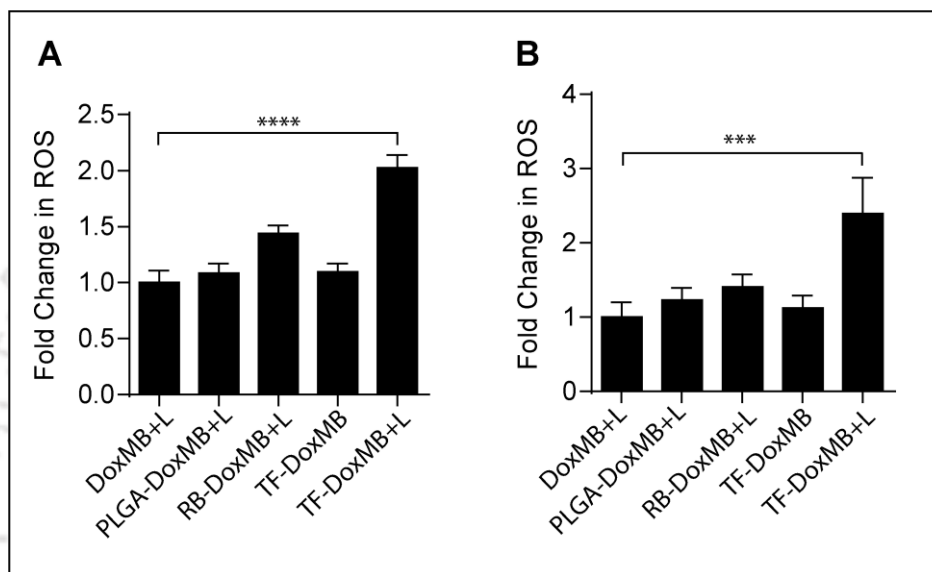 A
Fold Change in ROS
2.5
2.0
1.5
1.0
0.5
0.0
****
DoxMB+L
PLGA-DoxMB+L
RB-DoxMB+L
TF-DoxMB
TF-DoxMB+L
B
Fold Change in ROS
4
3
2
1
0
***
DoxMB+L
PLGA-DoxMB+L
RB-DoxMB+L
TF-DoxMB
TF-DoxMB+L